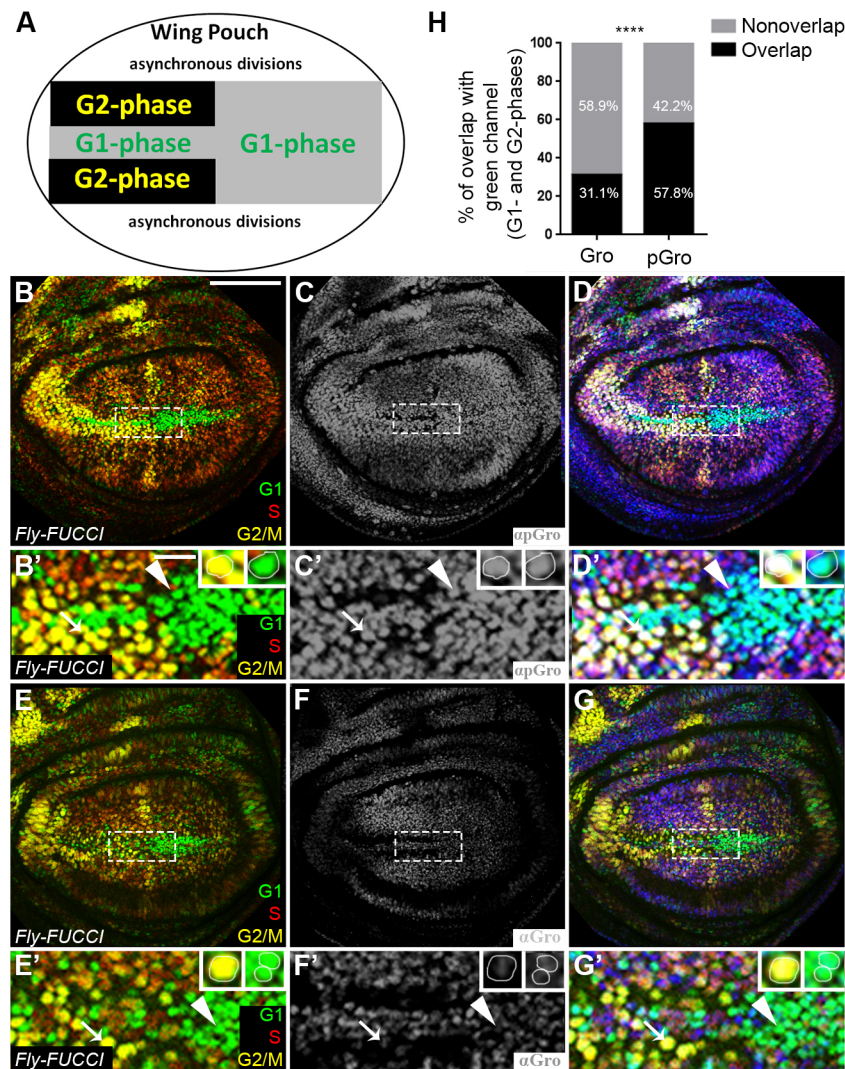 A
Wing Pouch
asynchronous divisions
G2-phase
G1-phase
G1-phase
G2-phase
asynchronous divisions
H
Nonoverlap
Overlap
****
% of overlap with
green channel
(G1- and G2-phases)
100
80
60
40
20
0
58.9%
42.2%
31.1%
57.8%
Gro
pGro
B
G1
S
G2/M
Fly-FUCCI
C
αpGro
D
B’
G1
S
G2/M
Fly-FUCCI
C’
αpGro
D’
E
G1
S
G2/M
Fly-FUCCI
F
αGro
G
E’
G1
S
G2/M
Fly-FUCCI
F’
αGro
G’